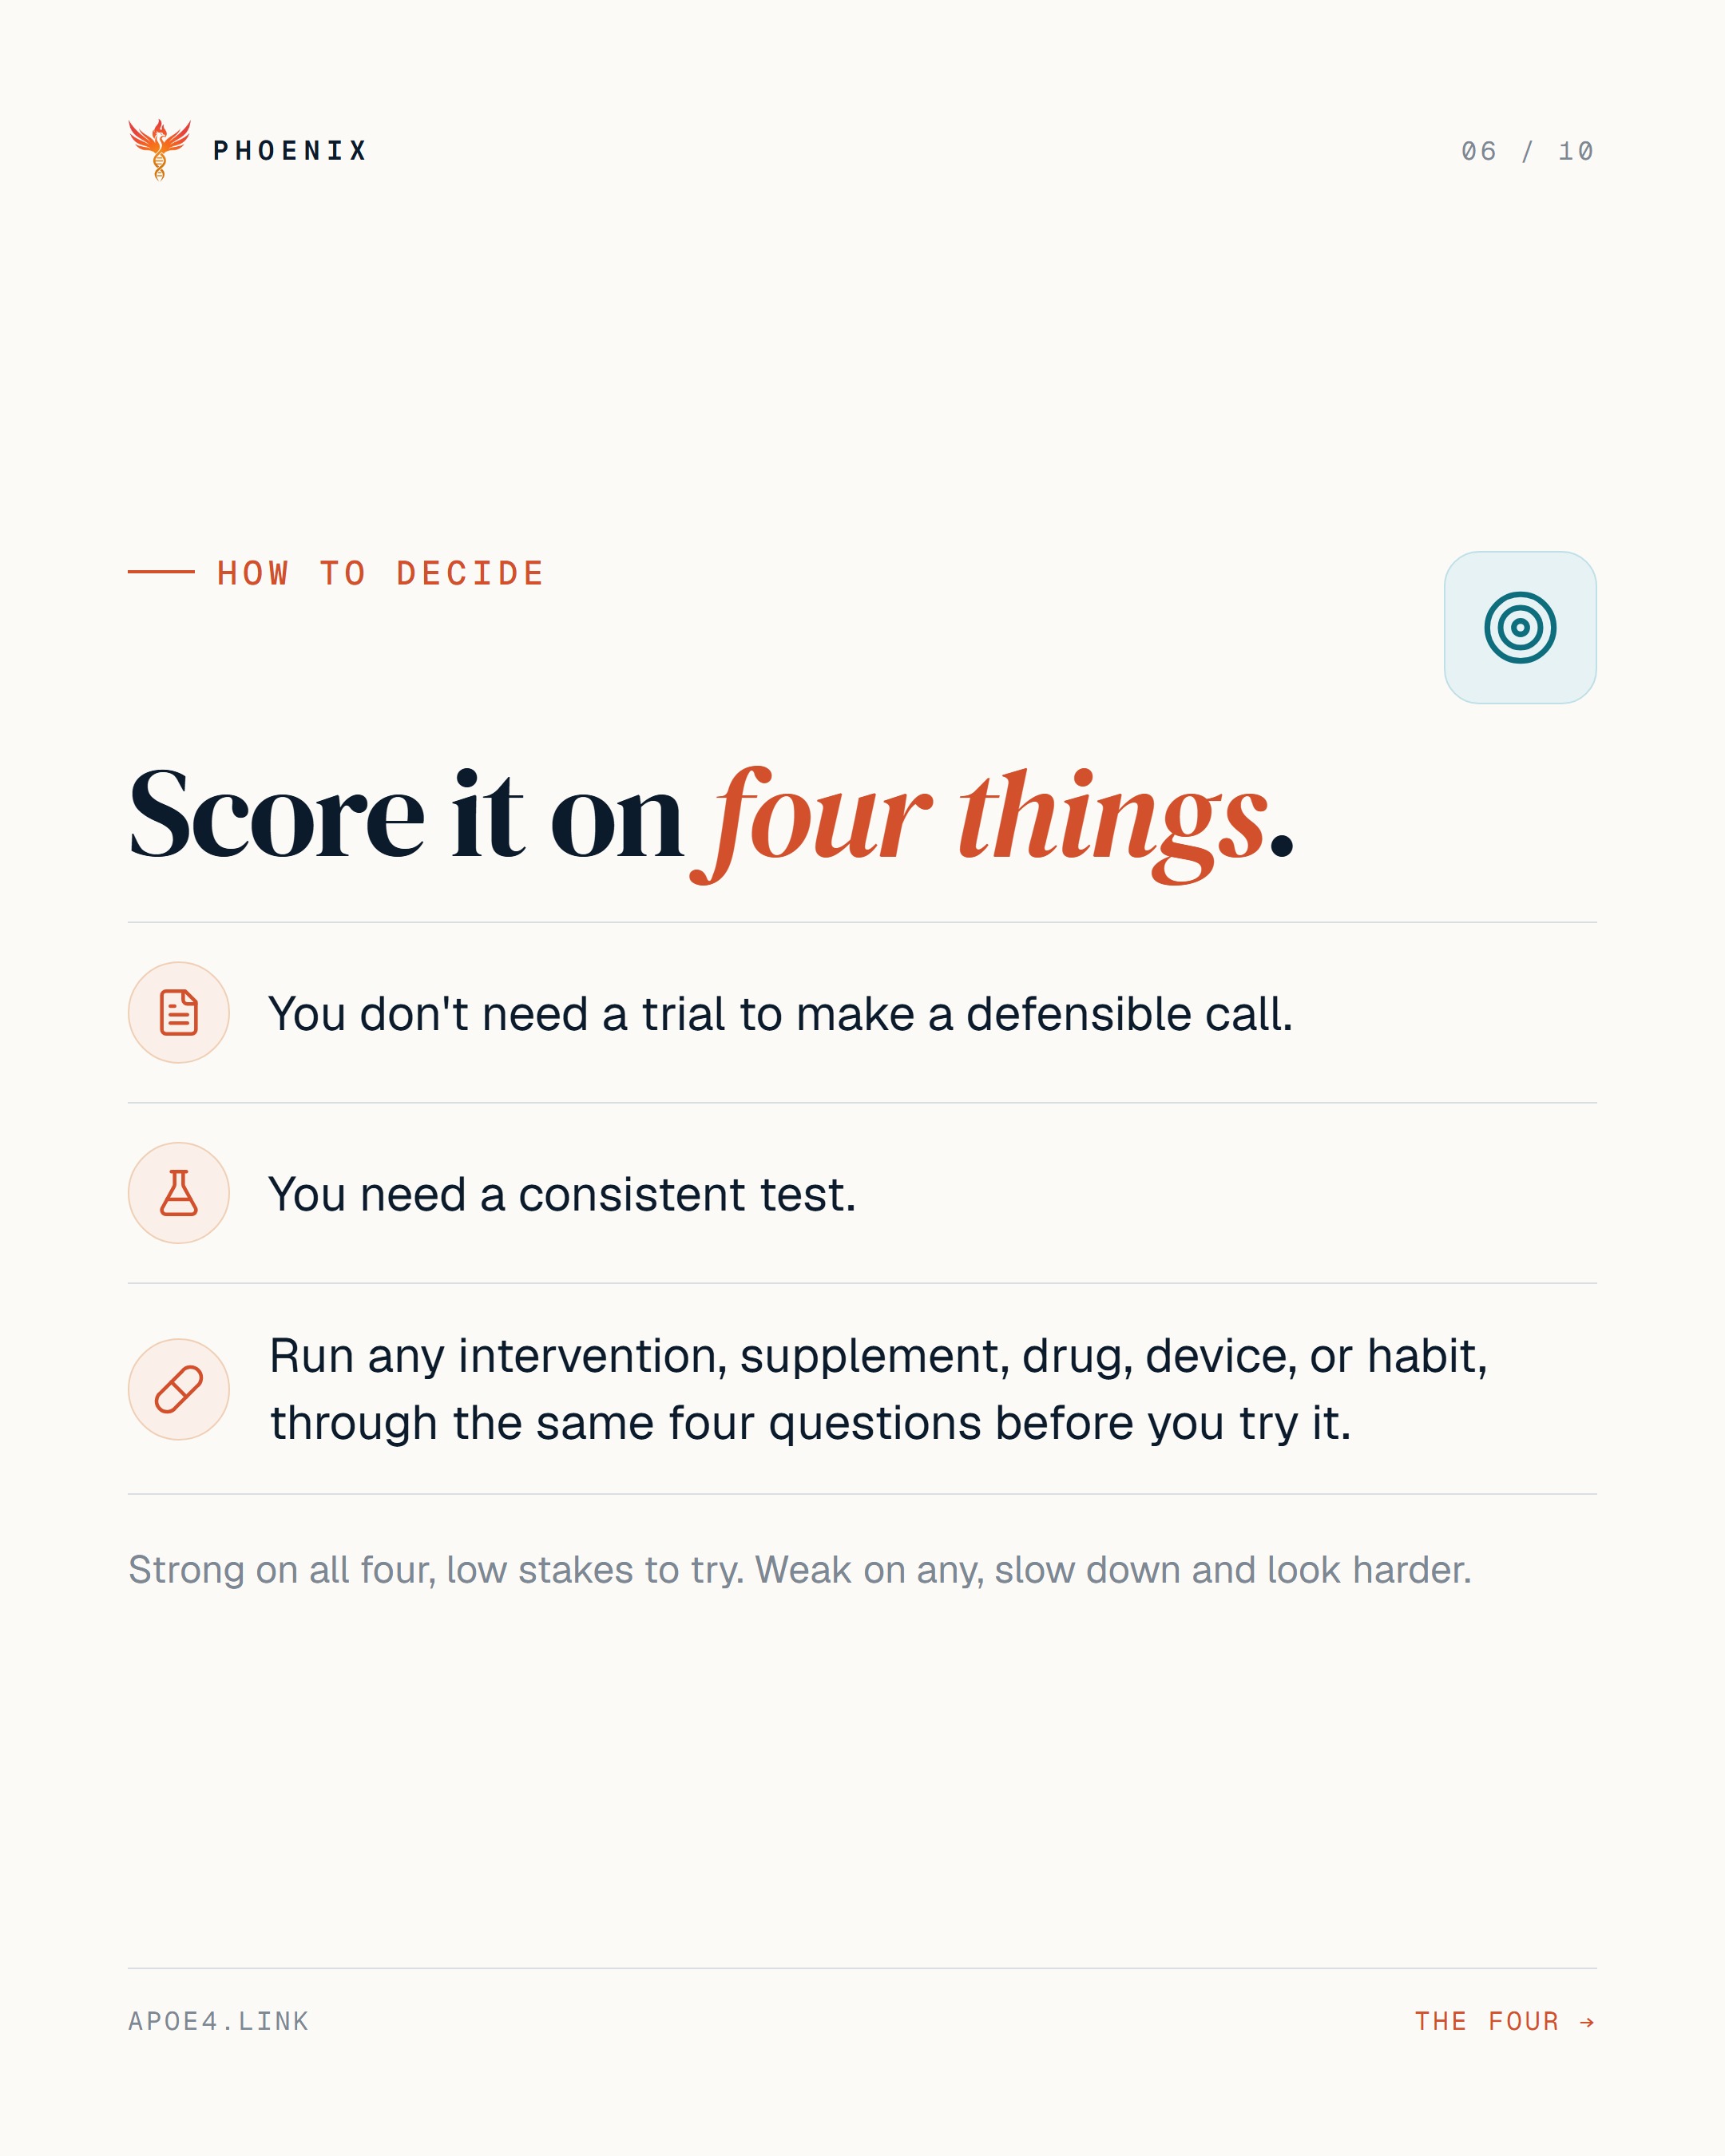 PHOENIX
06 / 10
HOW TO DECIDE
Score it on four things.
You don't need a trial to make a defensible call.
You need a consistent test.
Run any intervention, supplement, drug, device, or habit,
through the same four questions before you try it.
Strong on all four, low stakes to try. Weak on any, slow down and look harder.
APOE4.LINK
THE FOUR →